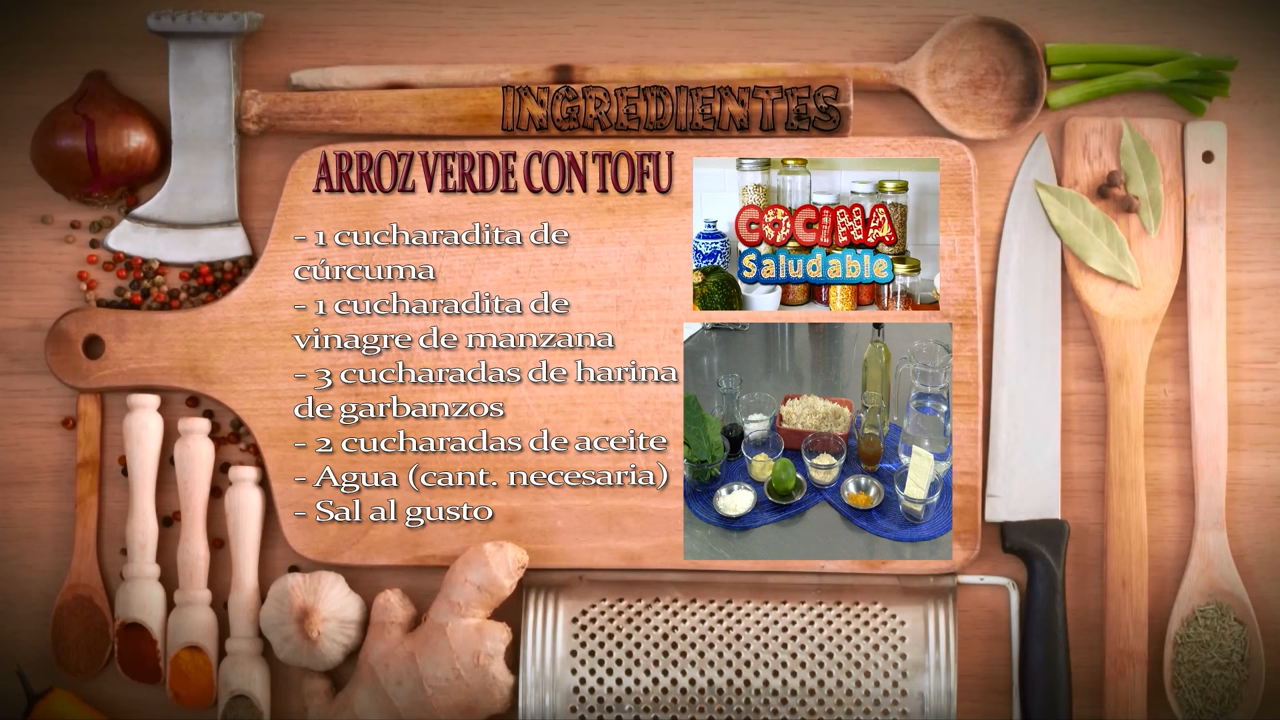 INGREDIENTES
ARROZ VERDE CON TOFU
- 1 cucharadita de
cúrcuma
- 1 cucharadita de
vinagre de manzana
- 3 cucharadas de harina
de garbanzos
- 2 cucharadas de aceite
- Agua (cant. necesaria)
- Sal al gusto
COCINA
Saludable